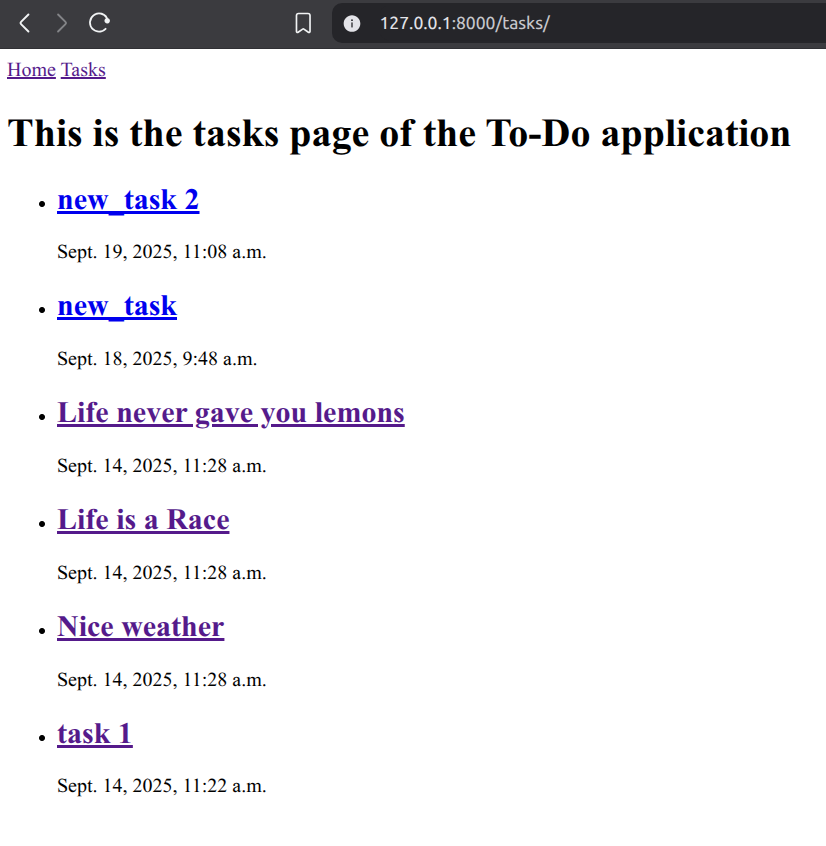 127.0.0.1:8000/tasks/
Home Tasks
This is the tasks page of the To-Do application
new_task 2
Sept. 19, 2025, 11:08 a.m.
new_task
Sept. 18, 2025, 9:48 a.m.
Life never gave you lemons
Sept. 14, 2025, 11:28 a.m.
Life is a Race
Sept. 14, 2025, 11:28 a.m.
Nice weather
Sept. 14, 2025, 11:28 a.m.
task 1
Sept. 14, 2025, 11:22 a.m.